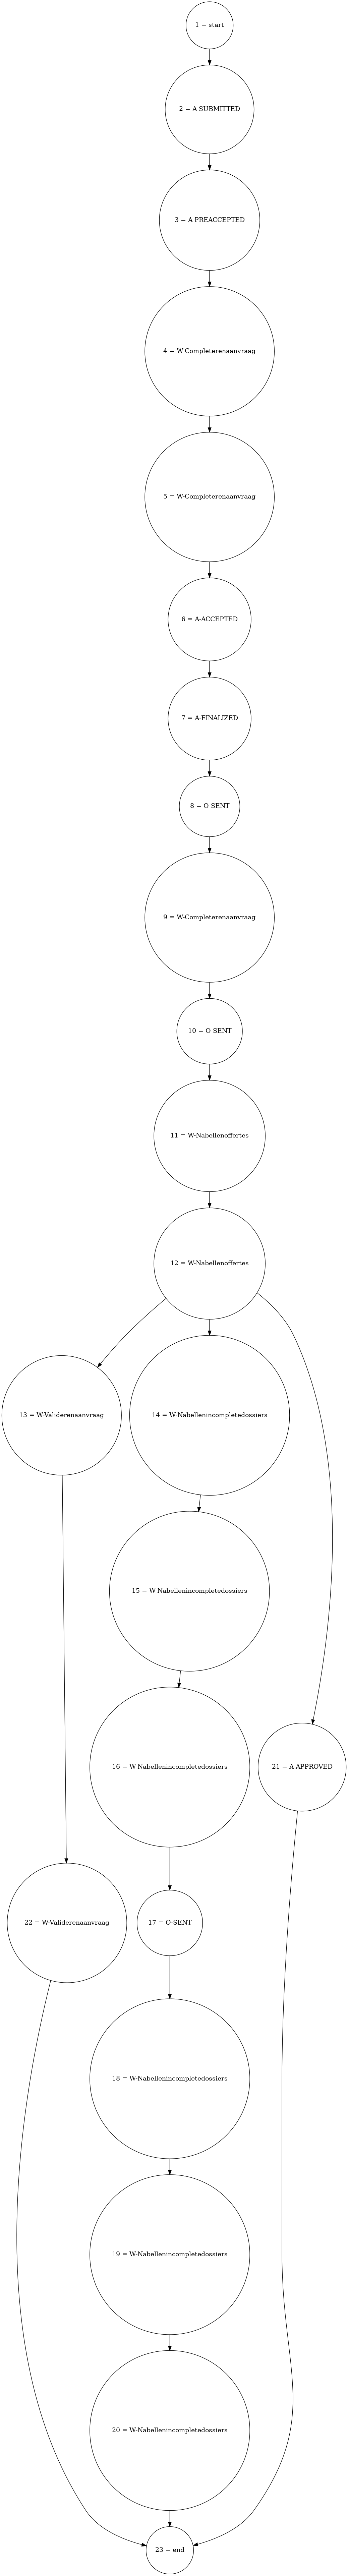 1 = start
2 = A-SUBMITTED
3 = A-PREACCEPTED
4 = W-Completerenaanvraag
5 = W-Completerenaanvraag
6 = A-ACCEPTED
7 = A-FINALIZED
8 = O-SENT
9 = W-Completerenaanvraag
10 = O-SENT
11 = W-Nabellenoffertes
12 = W-Nabellenoffertes
13 = W-Validerenaanvraag
14 = W-Nabellenincompletedossiers
15 = W-Nabellenincompletedossiers
16 = W-Nabellenincompletedossiers
21 = A-APPROVED
22 = W-Validerenaanvraag
17 = O-SENT
18 = W-Nabellenincompletedossiers
19 = W-Nabellenincompletedossiers
20 = W-Nabellenincompletedossiers
23 = end